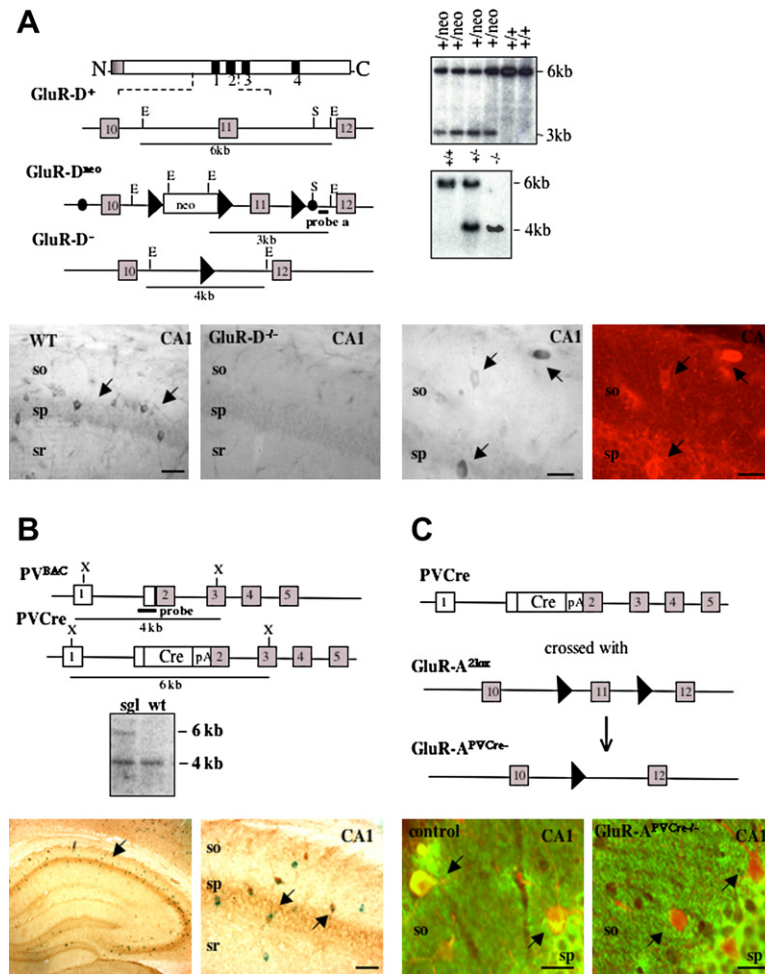 A
N C
1 2 3 4
GluR-D⁺
E S E
10 11 12
6kb
GluR-Dⁿᵉᵒ
E E E S E
10 neo 11 12
probe a
3kb
GluR-D⁻
E E
10 12
4kb
+/neo +/neo +/neo +/neo +/+ +/+
6kb
3kb
+/+ +/- -/-
6kb
4kb
WT CA1
so
sp
sr
GluR-D⁻/⁻ CA1
so
sp
sr
CA1
so
sp
CA1
so
sp
B
X X
PVᴮᴬᶜ
1 2 3 4 5
probe
4kb
PVCre
X X
1 Cre pA 2 3 4 5
6kb
sgl wt
6 kb
4 kb
CA1
so
sp
sr
C
PVCre
1 Cre pA 2 3 4 5
crossed with
GluR-A²ˡᵒˣ
10 11 12
GluR-Aᴾⱽᶜʳᵉ⁻
10 12
control CA1
so
sp
GluR-Aᴾⱽᶜʳᵉ⁻/⁻ CA1
so
sp